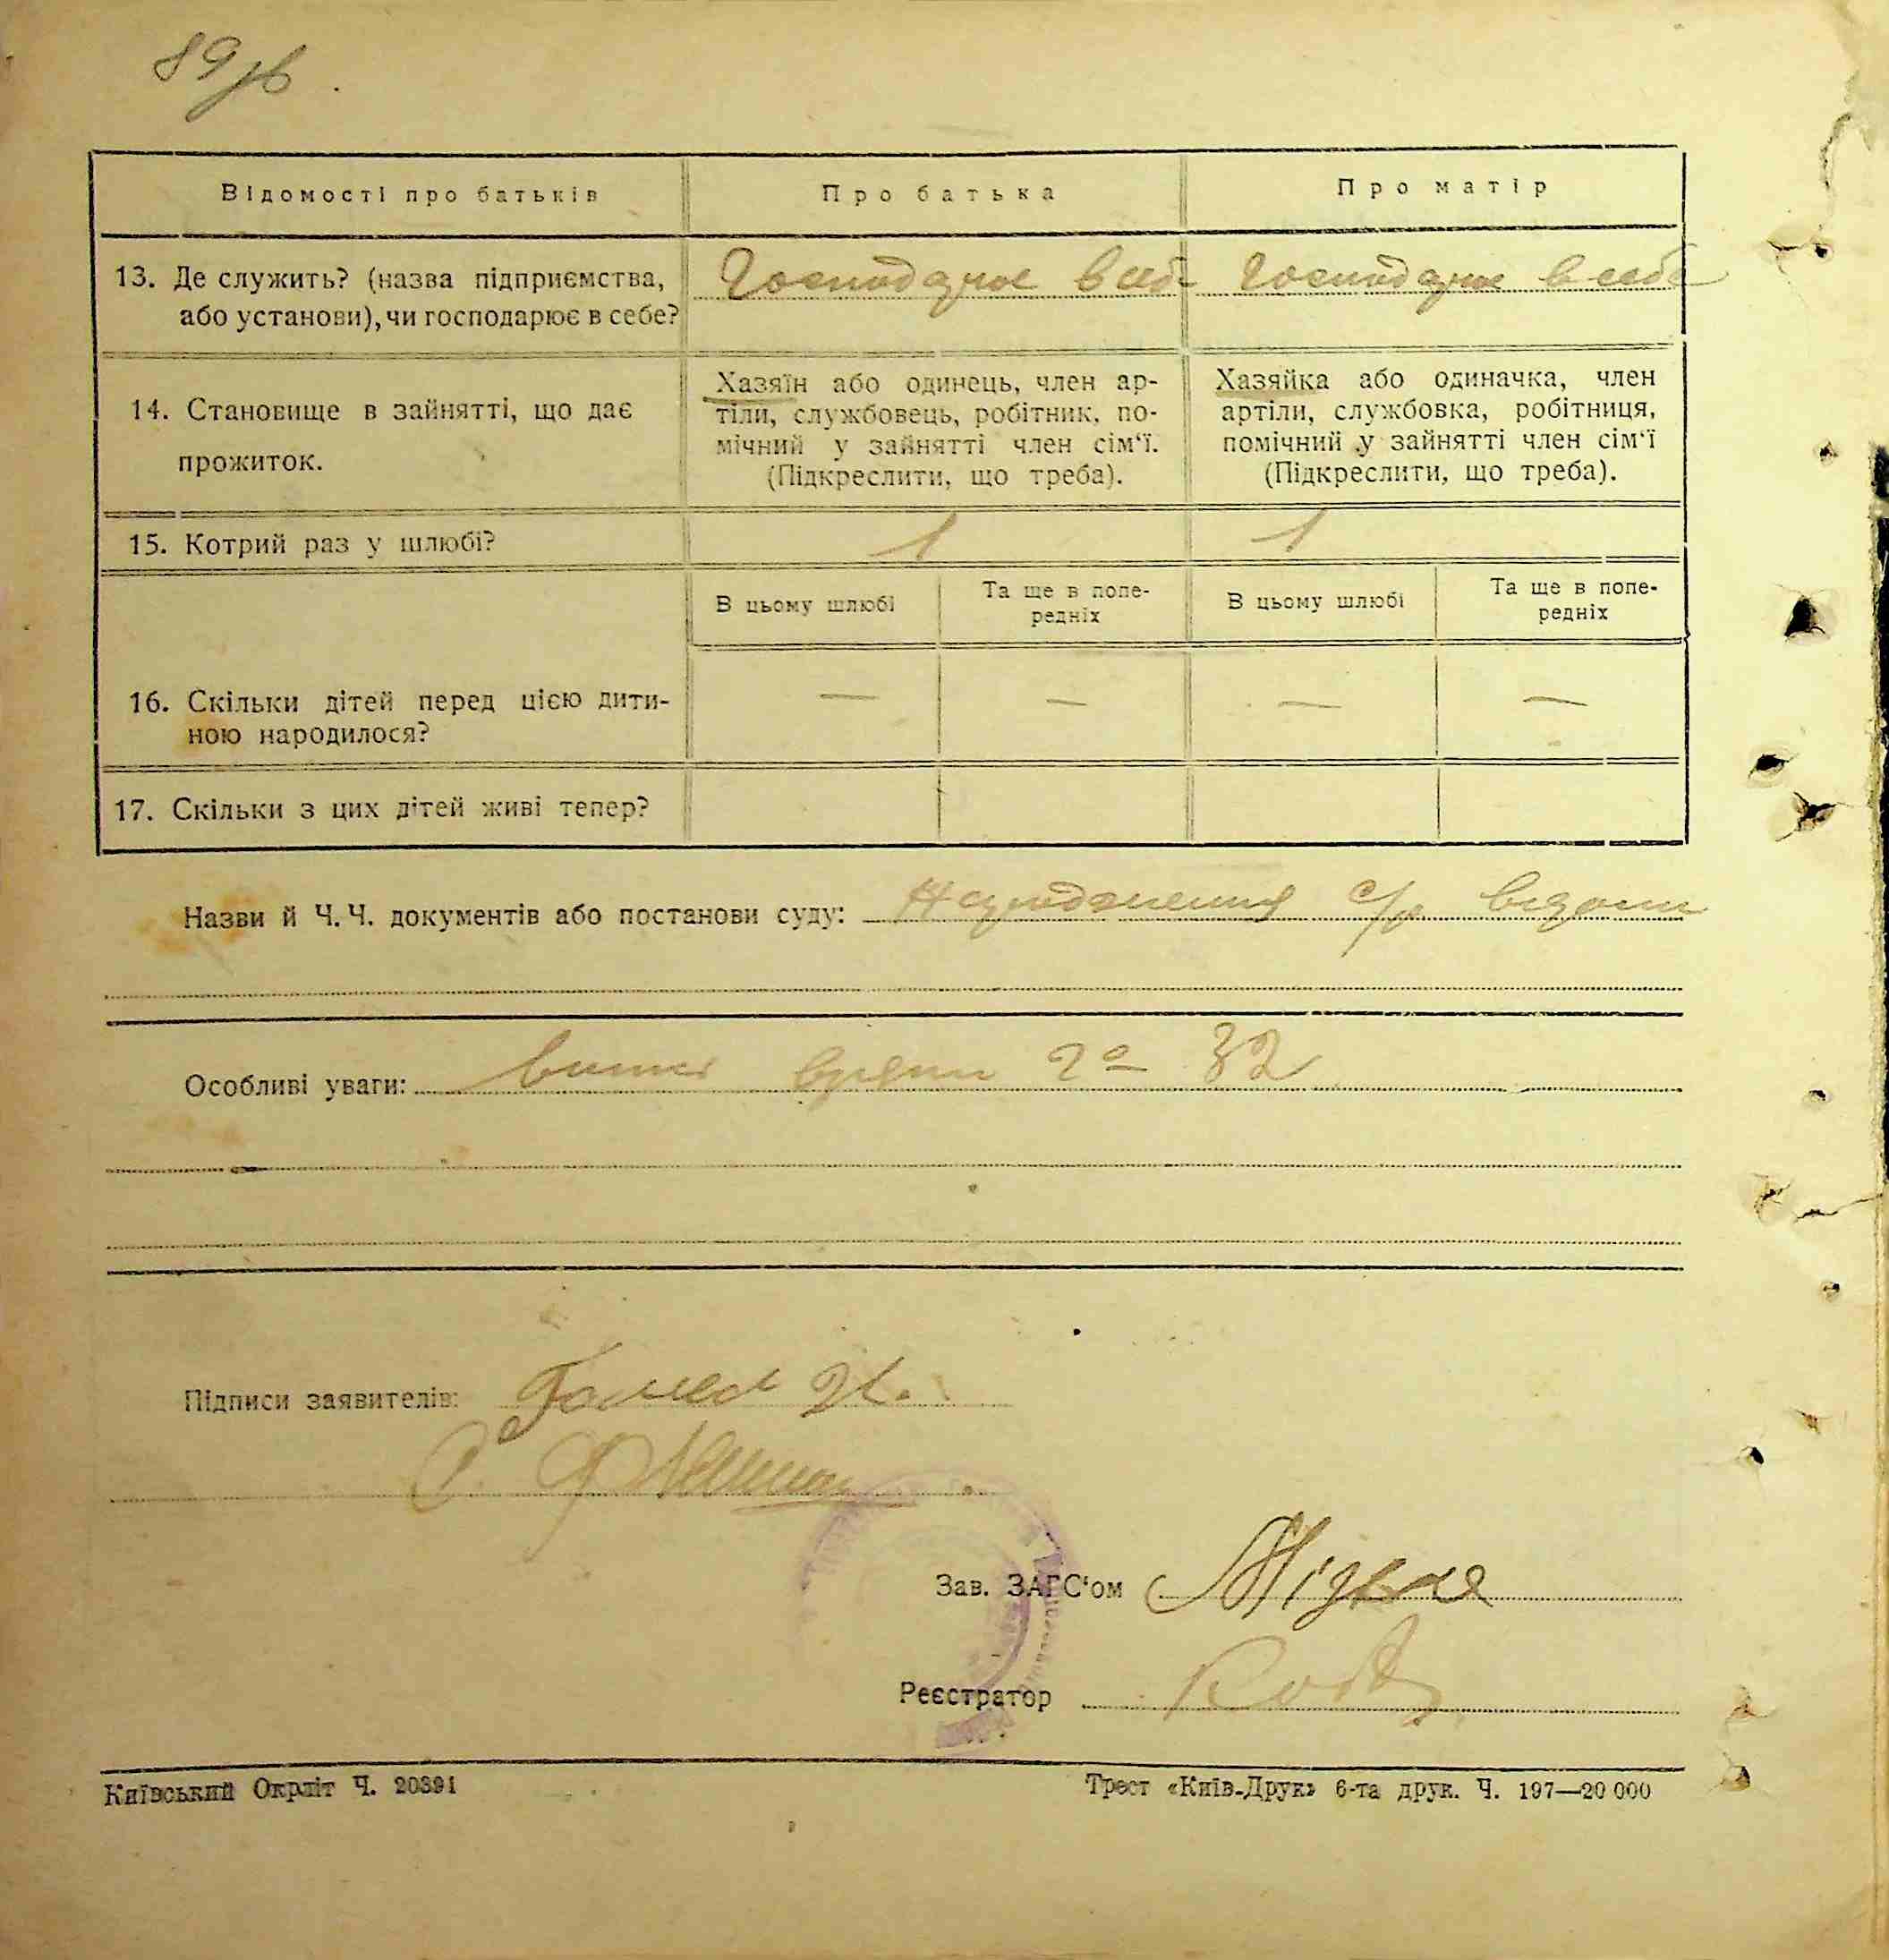 89зв.
Відомості про батьків
Про батька
Про матір
13. Де служить? (назва підприємства,
або установи), чи господарює в себе?
Господарює в себе
Господарює в себе
14. Становище в зайнятті, що дає
прожиток.
Хазяїн або одинець, член ар-
тіли, службовець, робітник, по-
мічний у зайнятті член сім‘ї.
(Підкреслити, що треба).
Хазяйка або одиначка, член
артіли, службовка, робітниця,
помічний у зайнятті член сім‘ї
(Підкреслити, що треба).
15. Котрий раз у шлюбі?
1
1
В цьому шлюбі
Та ще в попе-
редніх
В цьому шлюбі
Та ще в попе-
редніх
16. Скільки дітей перед цією дити-
ною народилося?
— — — —
17. Скільки з цих дітей живі тепер?
Назви й Ч. Ч. документів або постанови суду: с/р
Особливі уваги: 32
Підписи заявителів:
Зав. ЗАГС‘ом
Реєстратор
Київський Окрліт Ч. 20391
Трест «Київ-Друк» 6-та друк. Ч. 197—20 000